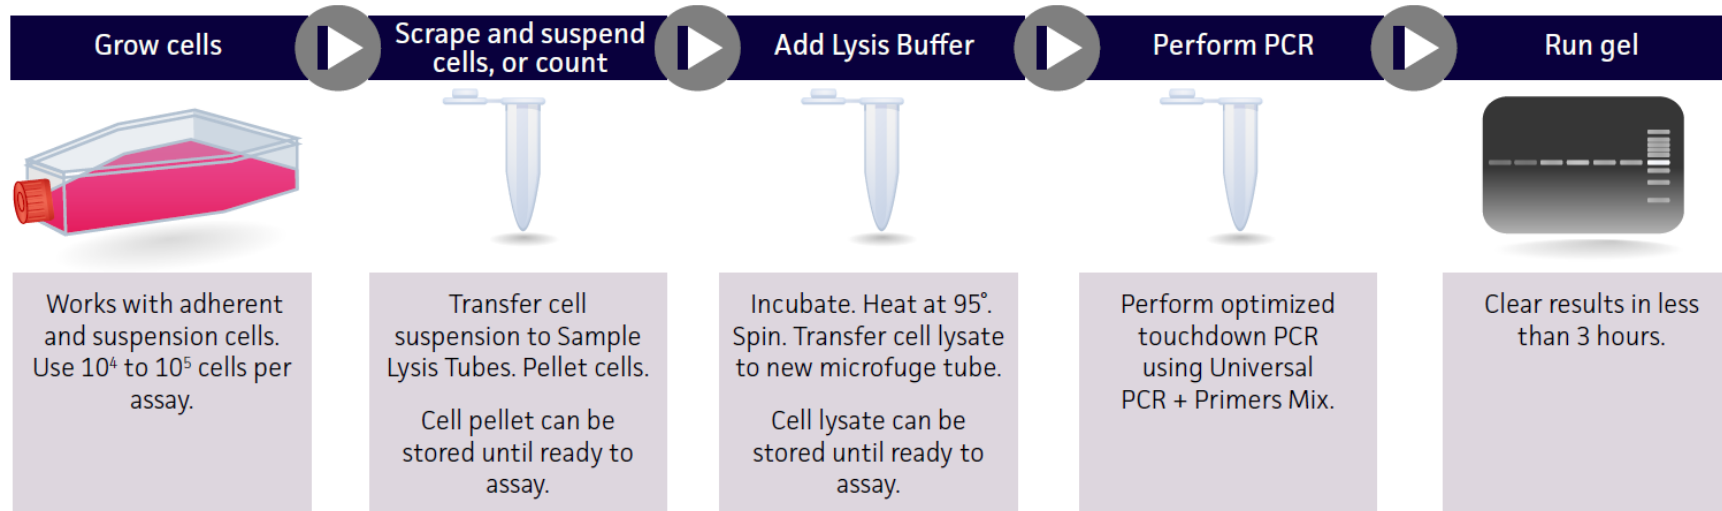 Grow cells
Scrape and suspend
cells, or count
Add Lysis Buffer
Perform PCR
Run gel
Works with adherent
and suspension cells.
Use 10⁴ to 10⁵ cells per
assay.
Transfer cell
suspension to Sample
Lysis Tubes. Pellet cells.
Cell pellet can be
stored until ready to
assay.
Incubate. Heat at 95°.
Spin. Transfer cell lysate
to new microfuge tube.
Cell lysate can be
stored until ready to
assay.
Perform optimized
touchdown PCR
using Universal
PCR + Primers Mix.
Clear results in less
than 3 hours.